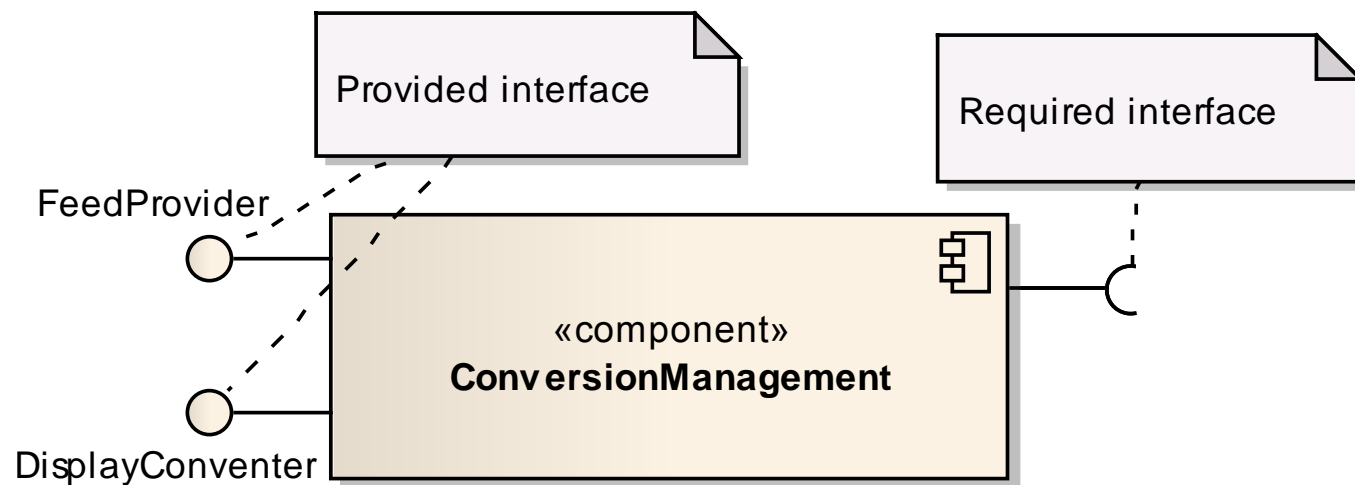 Provided interface
Required interface
FeedProvider
«component»
ConversionManagement
DisplayConventer